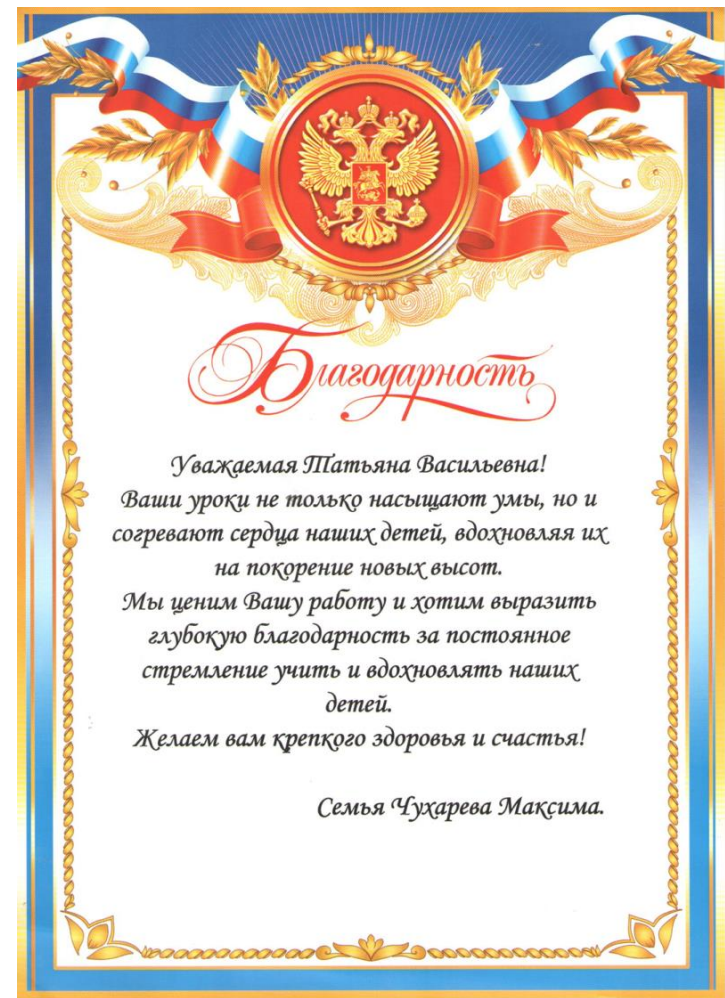 Благодарность
Уважаемая Татьяна Васильевна!
Ваши уроки не только насыщают умы, но и
согревают сердца наших детей, вдохновляя их
на покорение новых высот.
Мы ценим Вашу работу и хотим выразить
глубокую благодарность за постоянное
стремление учить и вдохновлять наших
детей.
Желаем вам крепкого здоровья и счастья!
Семья Чухарева Максима.